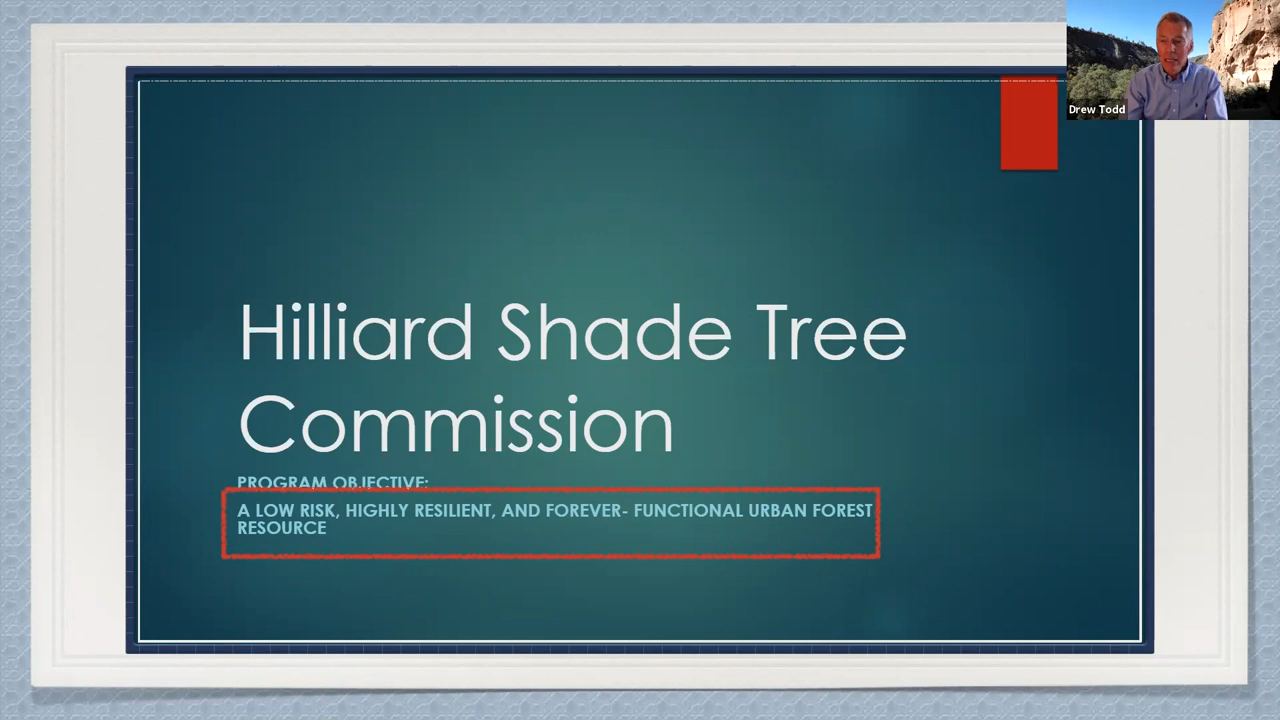 Drew Todd
Hilliard Shade Tree
Commission
PROGRAM OBJECTIVE:
A LOW RISK, HIGHLY RESILIENT, AND FOREVER- FUNCTIONAL URBAN FOREST
RESOURCE